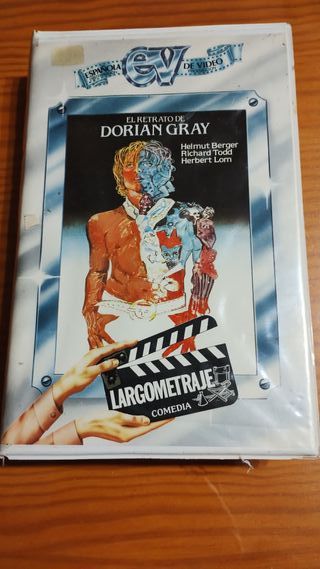 ESPAÑOLA ev DE VIDEO
EL RETRATO DE
DORIAN GRAY
Helmut Berger
Richard Todd
Herbert Lom
LARGOMETRAJE
COMEDIA